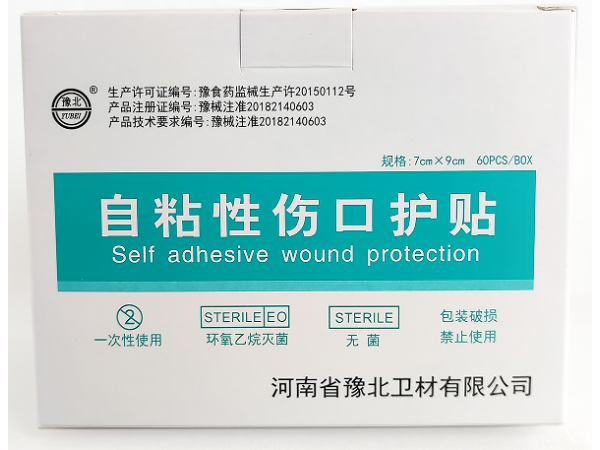 豫北
YUBEI
®
生产许可证编号:豫食药监械生产许20150112号
产品注册证编号:豫械注准20182140603
产品技术要求编号:豫械注准20182140603
规格:7cm×9cm 60PCS/BOX
自粘性伤口护贴
Self adhesive wound protection
2
一次性使用
STERILE EO
环氧乙烷灭菌
STERILE
无菌
包装破损
禁止使用
河南省豫北卫材有限公司